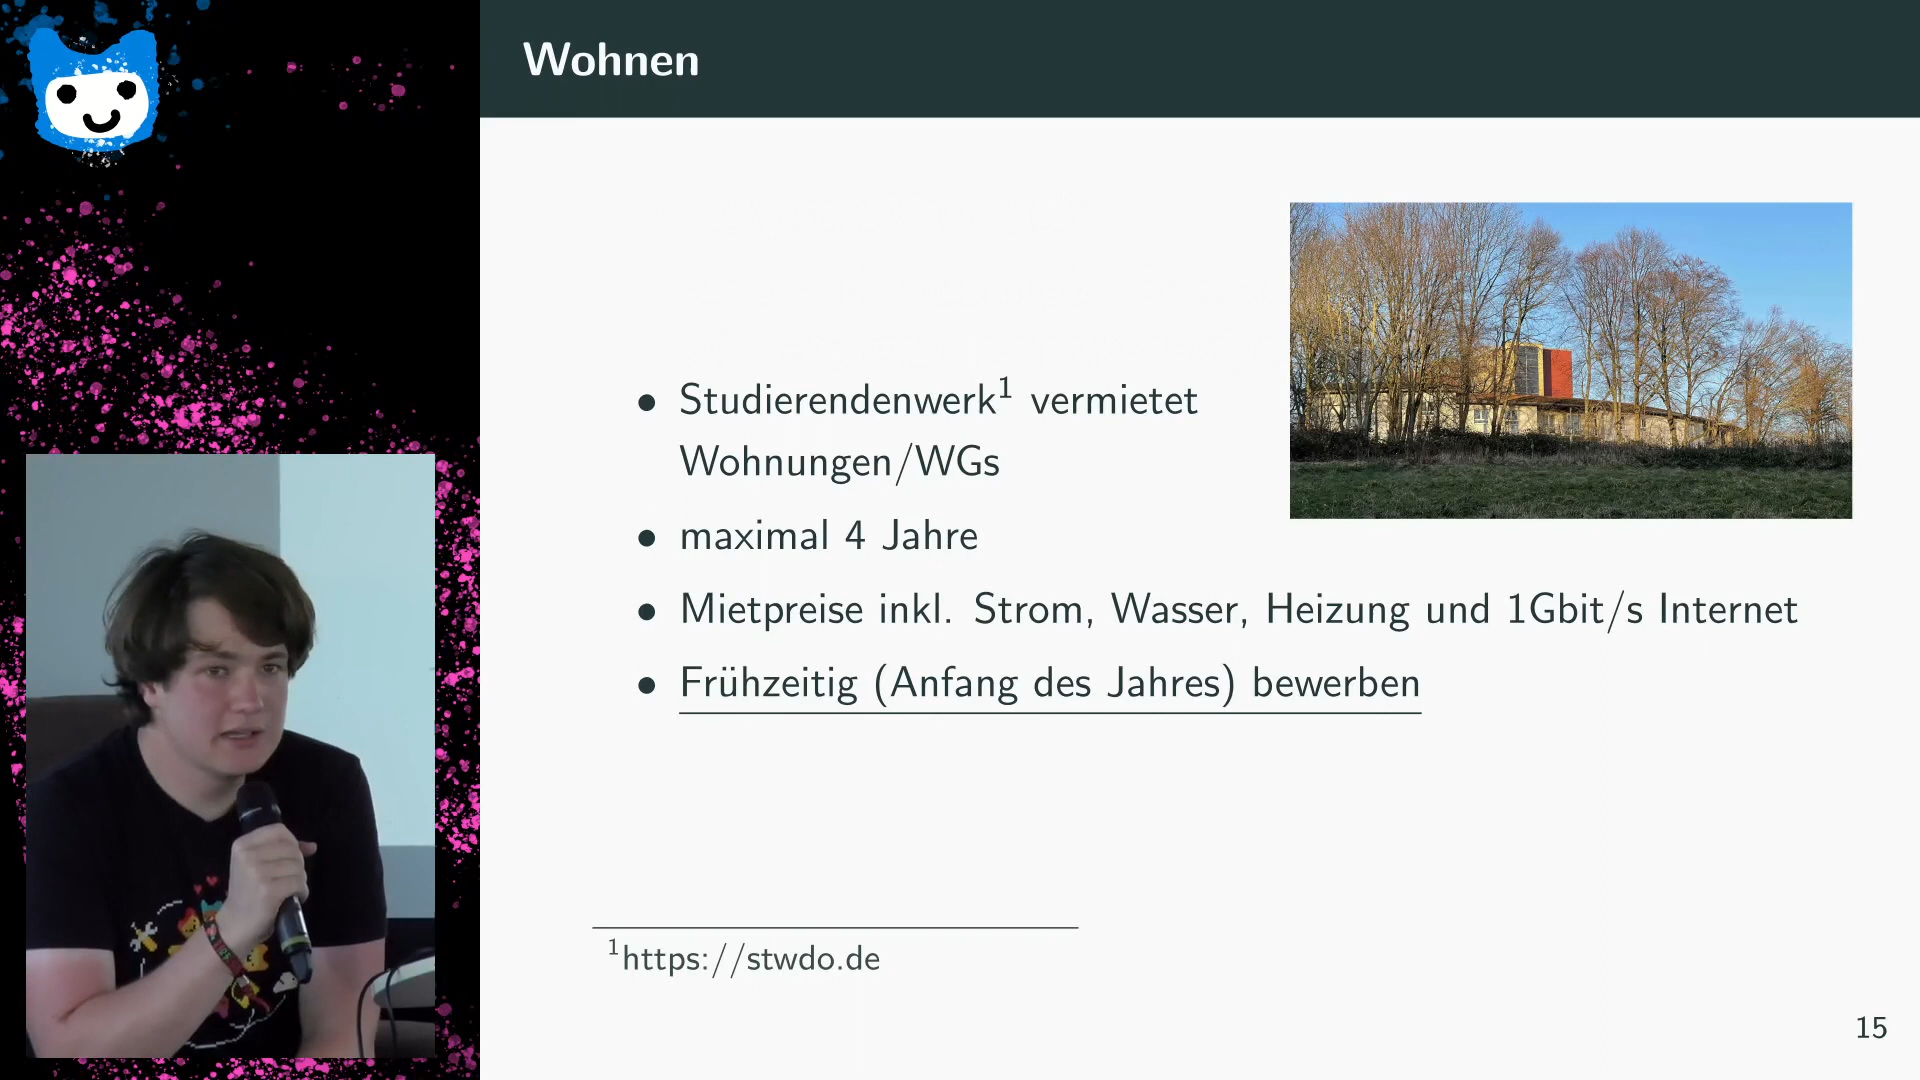 Wohnen
• Studierendenwerk¹ vermietet
Wohnungen/WGs
• maximal 4 Jahre
• Mietpreise inkl. Strom, Wasser, Heizung und 1Gbit/s Internet
• Frühzeitig (Anfang des Jahres) bewerben
¹https://stwdo.de
15